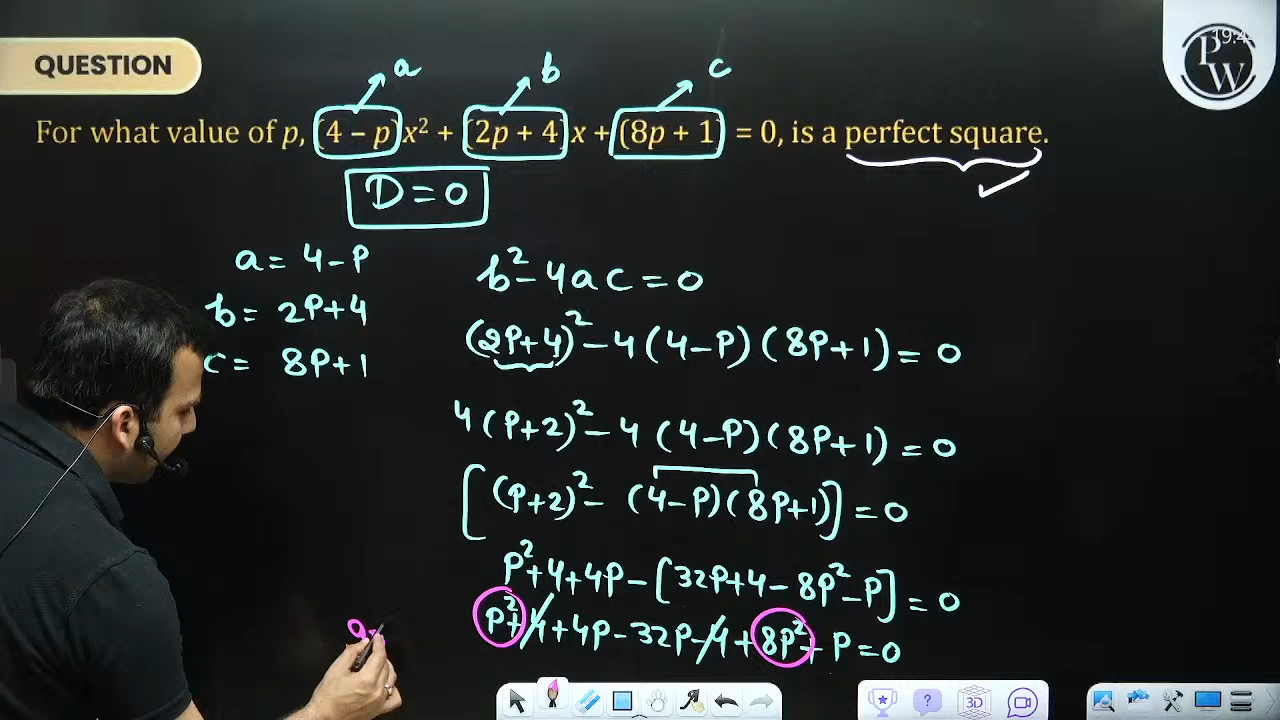 QUESTION
a b c
For what value of p, (4 – p)x² + (2p + 4)x + (8p + 1) = 0, is a perfect square.
D = 0
a = 4 - P
b = 2P+4
c = 8P+1
b² - 4ac = 0
(2P+4)² - 4(4-P)(8P+1) = 0
4(P+2)² - 4(4-P)(8P+1) = 0
[(P+2)² - (4-P)(8P+1)] = 0
P²+4+4P - [32P+4-8P²-P] = 0
P²+4+4P-32P-4+8P²+P=0
9
PW
3D